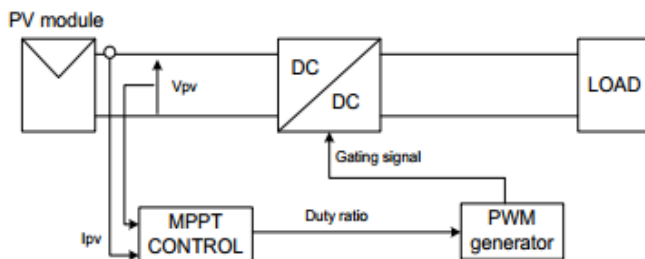 PV module
DC
DC
LOAD
Vpv
Gating signal
Ipv
MPPT
CONTROL
Duty ratio
PWM
generator